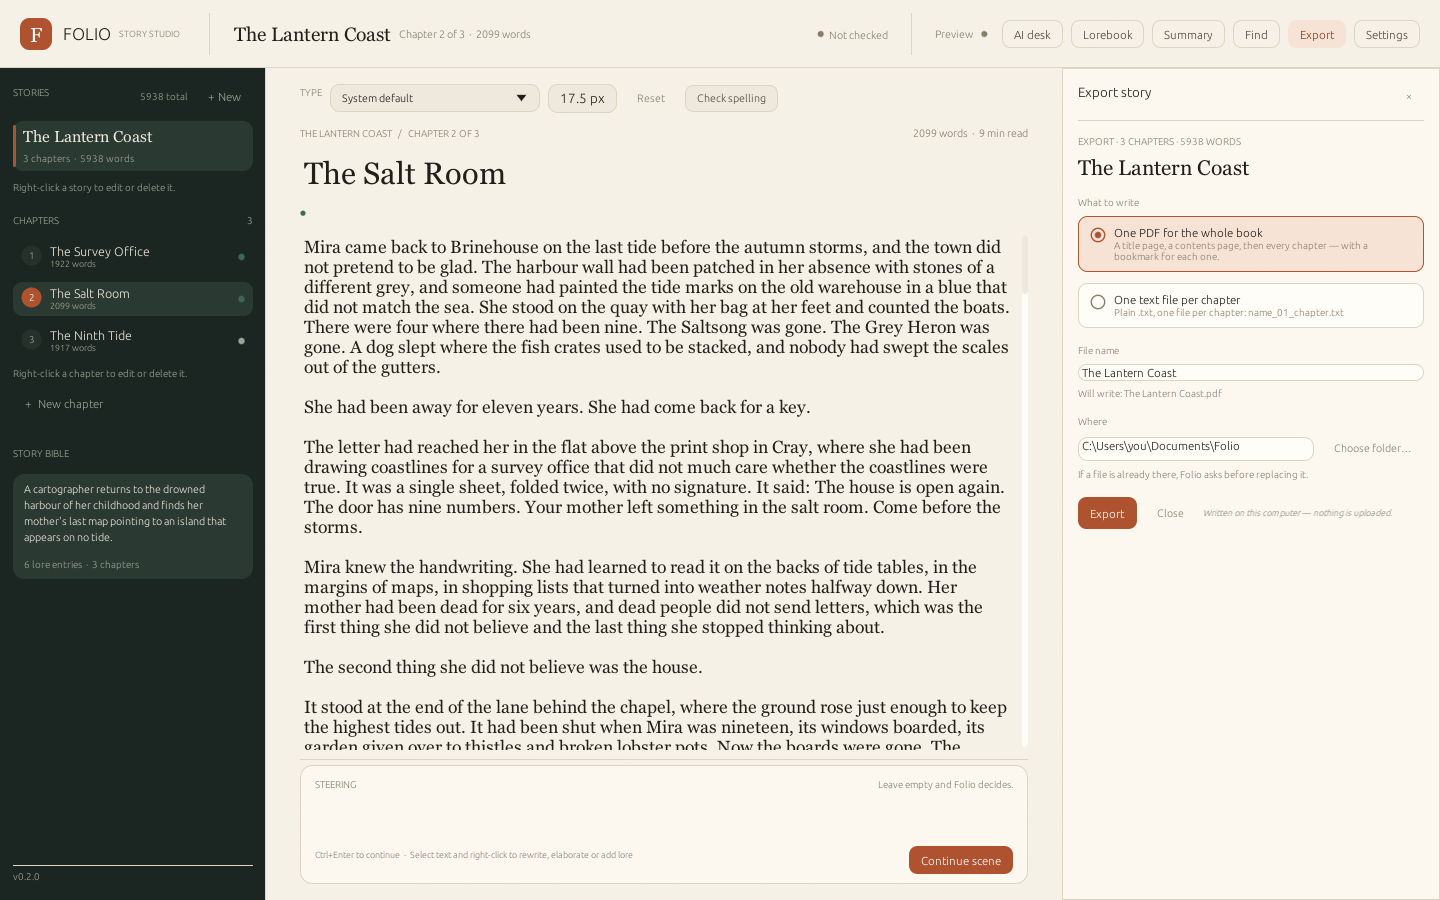 F FOLIO STORY STUDIO
The Lantern Coast Chapter 2 of 3 · 2099 words
Not checked
Preview
AI desk
Lorebook
Summary
Find
Export
Settings
STORIES
5938 total
+ New
The Lantern Coast
3 chapters · 5938 words
Right-click a story to edit or delete it.
CHAPTERS 3
1 The Survey Office
1922 words
2 The Salt Room
2099 words
3 The Ninth Tide
1917 words
Right-click a chapter to edit or delete it.
+ New chapter
STORY BIBLE
A cartographer returns to the drowned
harbour of her childhood and finds her
mother's last map pointing to an island that
appears on no tide.
6 lore entries · 3 chapters
v0.2.0
TYPE
System default
17.5 px
Reset
Check spelling
THE LANTERN COAST / CHAPTER 2 OF 3
2099 words · 9 min read
The Salt Room
Mira came back to Brinehouse on the last tide before the autumn storms, and the town did
not pretend to be glad. The harbour wall had been patched in her absence with stones of a
different grey, and someone had painted the tide marks on the old warehouse in a blue that
did not match the sea. She stood on the quay with her bag at her feet and counted the boats.
There were four where there had been nine. The Saltsong was gone. The Grey Heron was
gone. A dog slept where the fish crates used to be stacked, and nobody had swept the scales
out of the gutters.
She had been away for eleven years. She had come back for a key.
The letter had reached her in the flat above the print shop in Cray, where she had been
drawing coastlines for a survey office that did not much care whether the coastlines were
true. It was a single sheet, folded twice, with no signature. It said: The house is open again.
The door has nine numbers. Your mother left something in the salt room. Come before the
storms.
Mira knew the handwriting. She had learned to read it on the backs of tide tables, in the
margins of maps, in shopping lists that turned into weather notes halfway down. Her
mother had been dead for six years, and dead people did not send letters, which was the
first thing she did not believe and the last thing she stopped thinking about.
The second thing she did not believe was the house.
It stood at the end of the lane behind the chapel, where the ground rose just enough to keep
the highest tides out. It had been shut when Mira was nineteen, its windows boarded, its
garden given over to thistles and broken lobster pots. Now the boards were gone. The
STEERING
Leave empty and Folio decides.
Ctrl+Enter to continue · Select text and right-click to rewrite, elaborate or add lore
Continue scene
Export story
×
EXPORT · 3 CHAPTERS · 5938 WORDS
The Lantern Coast
What to write
One PDF for the whole book
A title page, a contents page, then every chapter — with a
bookmark for each one.
One text file per chapter
Plain .txt, one file per chapter: name_01_chapter.txt
File name
The Lantern Coast
Will write: The Lantern Coast.pdf
Where
C:\Users\you\Documents\Folio
Choose folder...
If a file is already there, Folio asks before replacing it.
Export
Close
Written on this computer — nothing is uploaded.